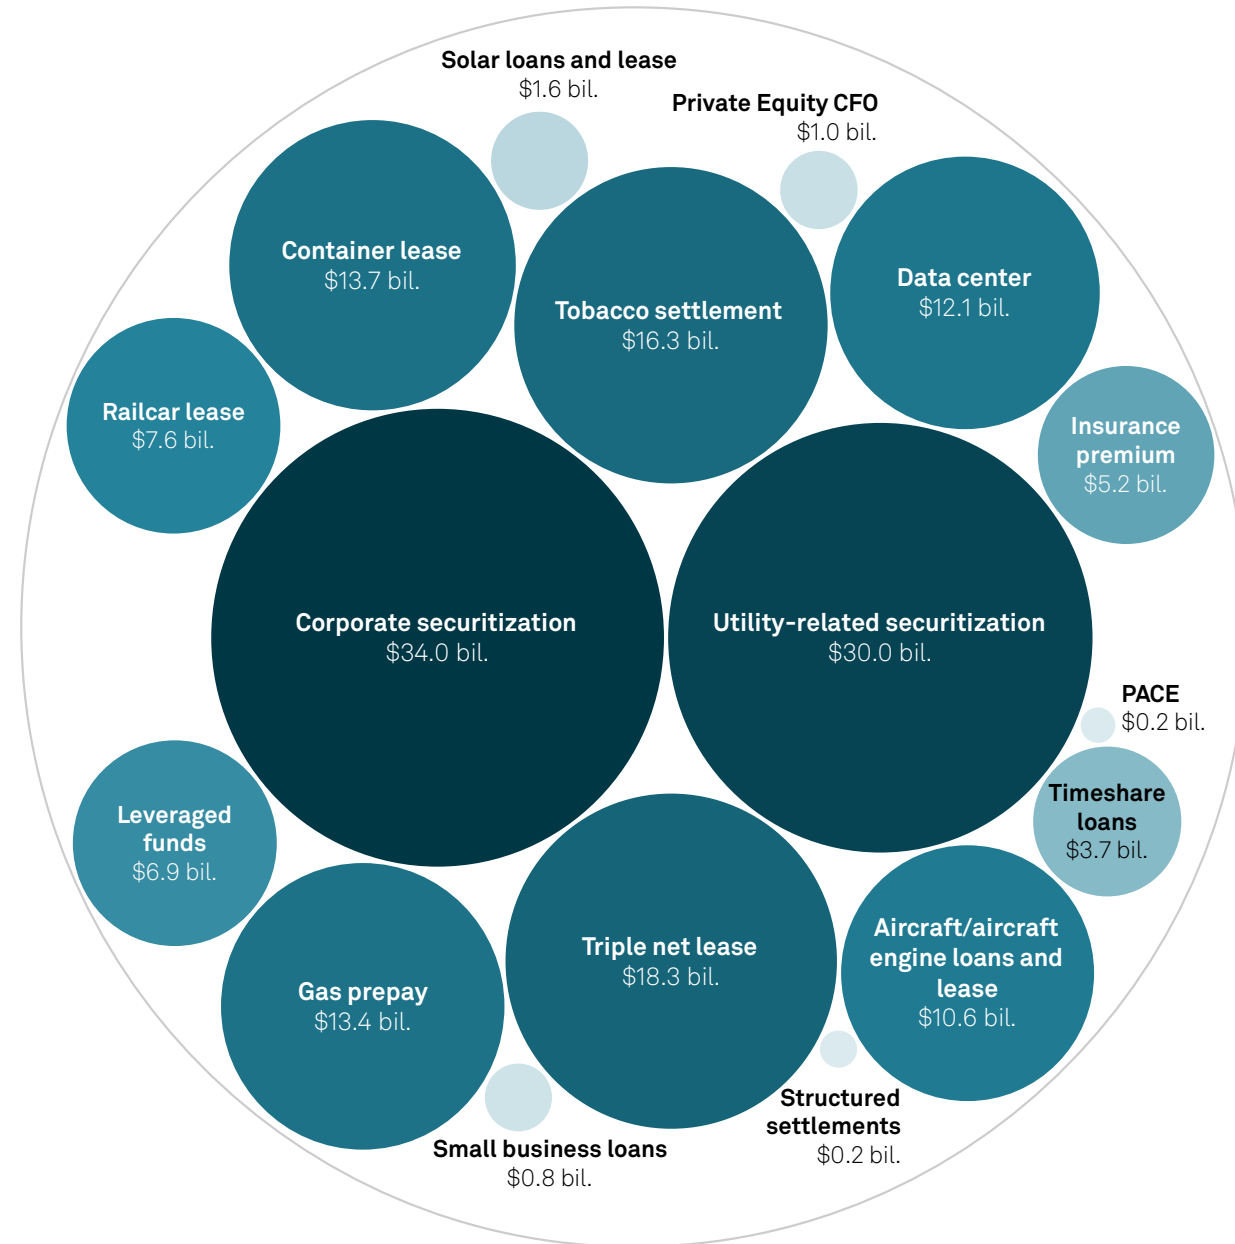 Solar loans and lease
$1.6 bil.
Private Equity CFO
$1.0 bil.
Container lease
$13.7 bil.
Tobacco settlement
$16.3 bil.
Data center
$12.1 bil.
Railcar lease
$7.6 bil.
Insurance
premium
$5.2 bil.
Corporate securitization
$34.0 bil.
Utility-related securitization
$30.0 bil.
PACE
$0.2 bil.
Timeshare
loans
$3.7 bil.
Leveraged
funds
$6.9 bil.
Gas prepay
$13.4 bil.
Triple net lease
$18.3 bil.
Aircraft/aircraft
engine loans and
lease
$10.6 bil.
Structured
settlements
$0.2 bil.
Small business loans
$0.8 bil.